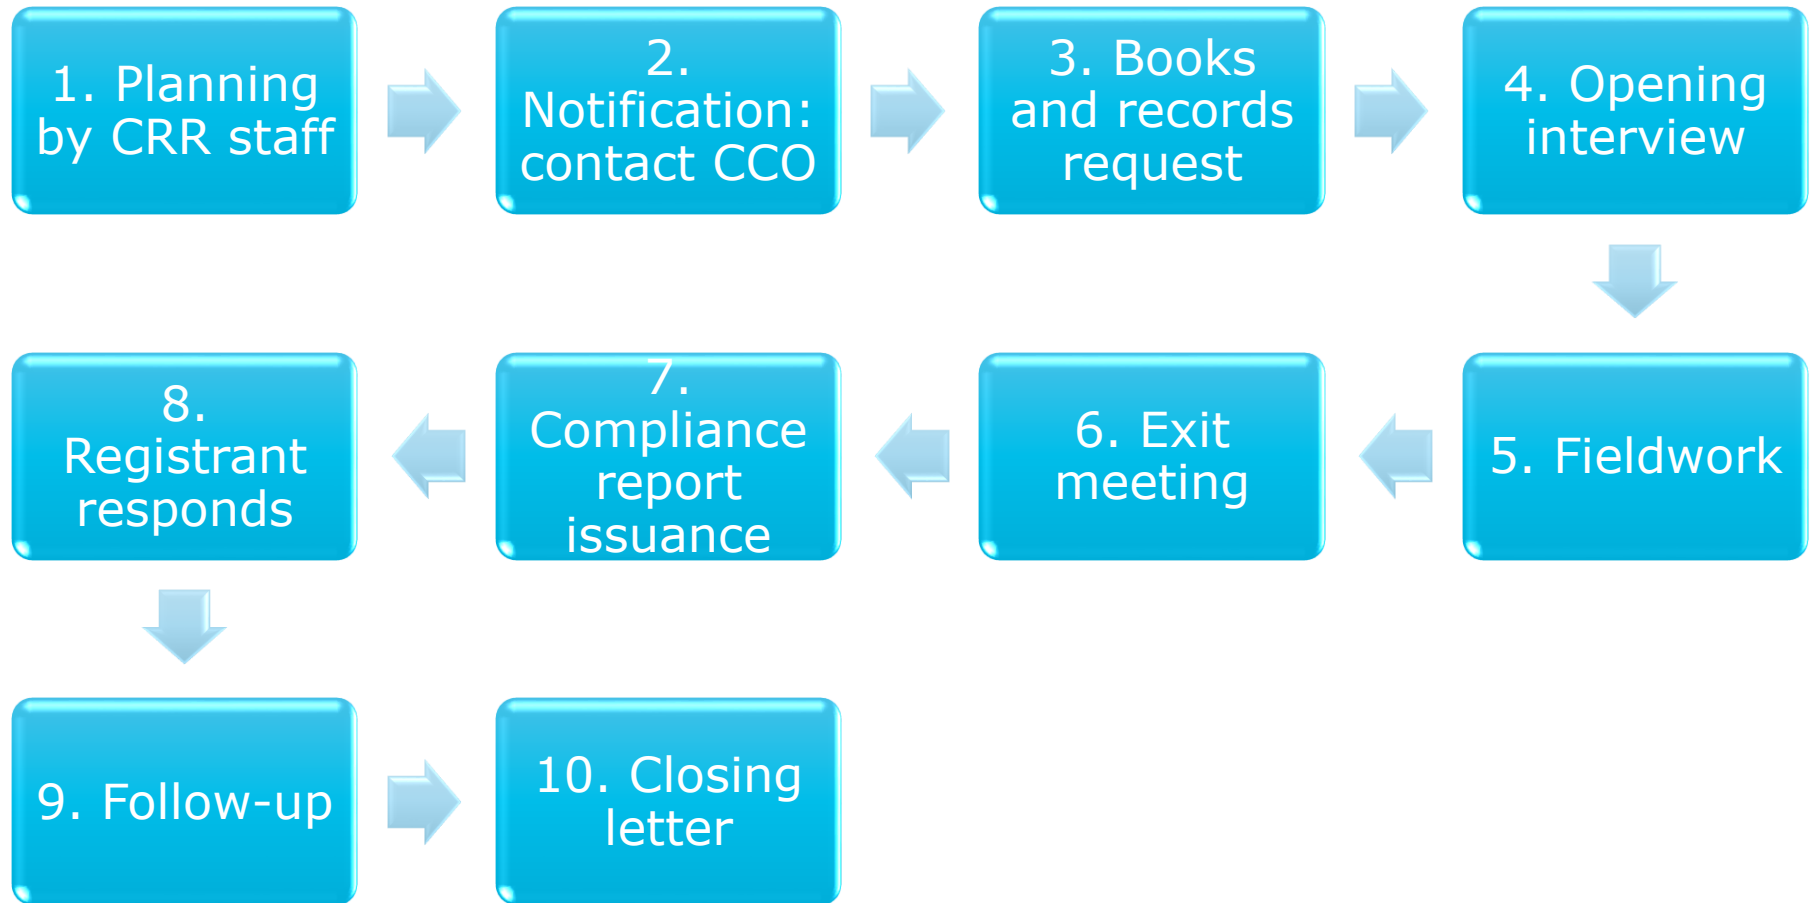 1. Planning
by CRR staff
2.
Notification:
contact CCO
3. Books
and records
request
4. Opening
interview
5. Fieldwork
6. Exit
meeting
7.
Compliance
report
issuance
8.
Registrant
responds
9. Follow-up
10. Closing
letter